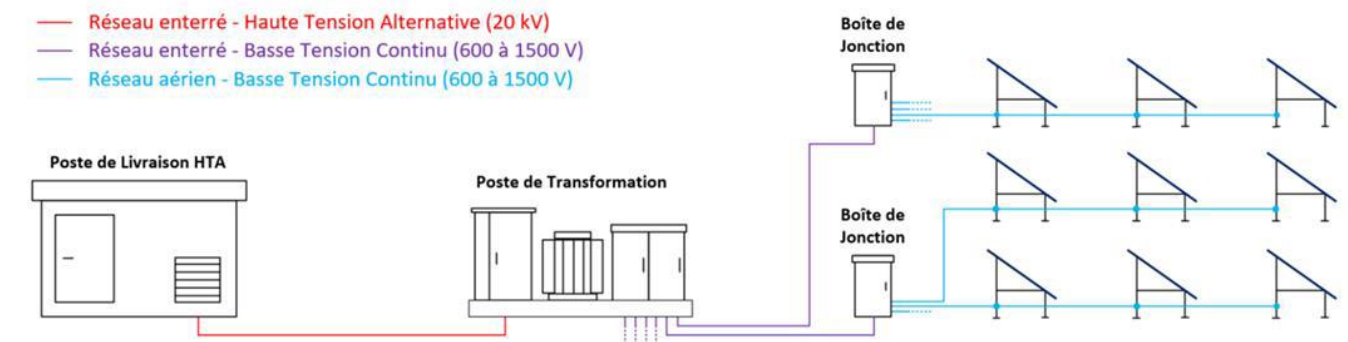 Réseau enterré - Haute Tension Alternative (20 kV)
Réseau enterré - Basse Tension Continu (600 à 1500 V)
Réseau aérien - Basse Tension Continu (600 à 1500 V)
Boîte de
Jonction
Poste de Livraison HTA
Poste de Transformation
Boîte de
Jonction